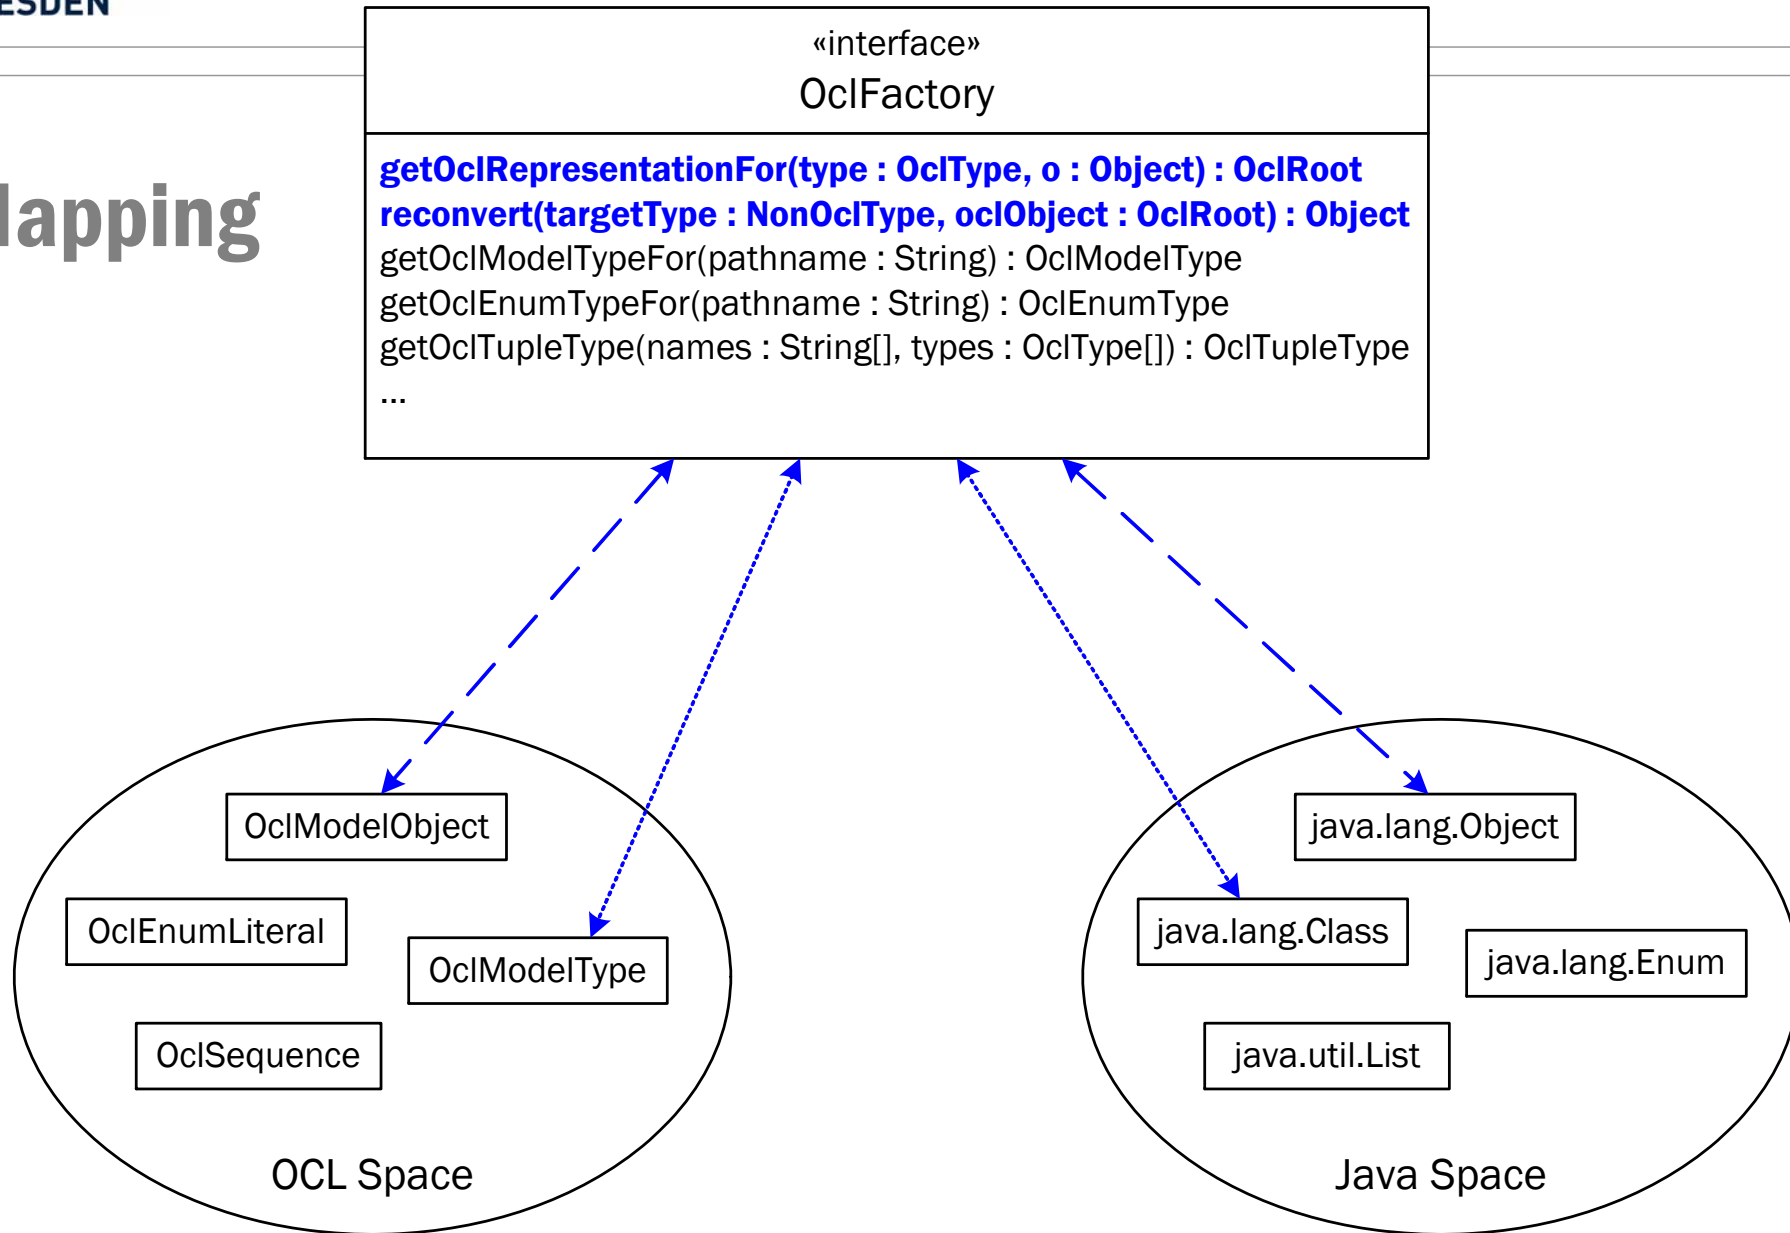 «interface»
OclFactory
getOclRepresentationFor(type : OclType, o : Object) : OclRoot
reconvert(targetType : NonOclType, oclObject : OclRoot) : Object
getOclModelTypeFor(pathname : String) : OclModelType
getOclEnumTypeFor(pathname : String) : OclEnumType
getOclTupleType(names : String[], types : OclType[]) : OclTupleType
...
OclModelObject
OclEnumLiteral
OclModelType
OclSequence
OCL Space
java.lang.Object
java.lang.Class
java.lang.Enum
java.util.List
Java Space